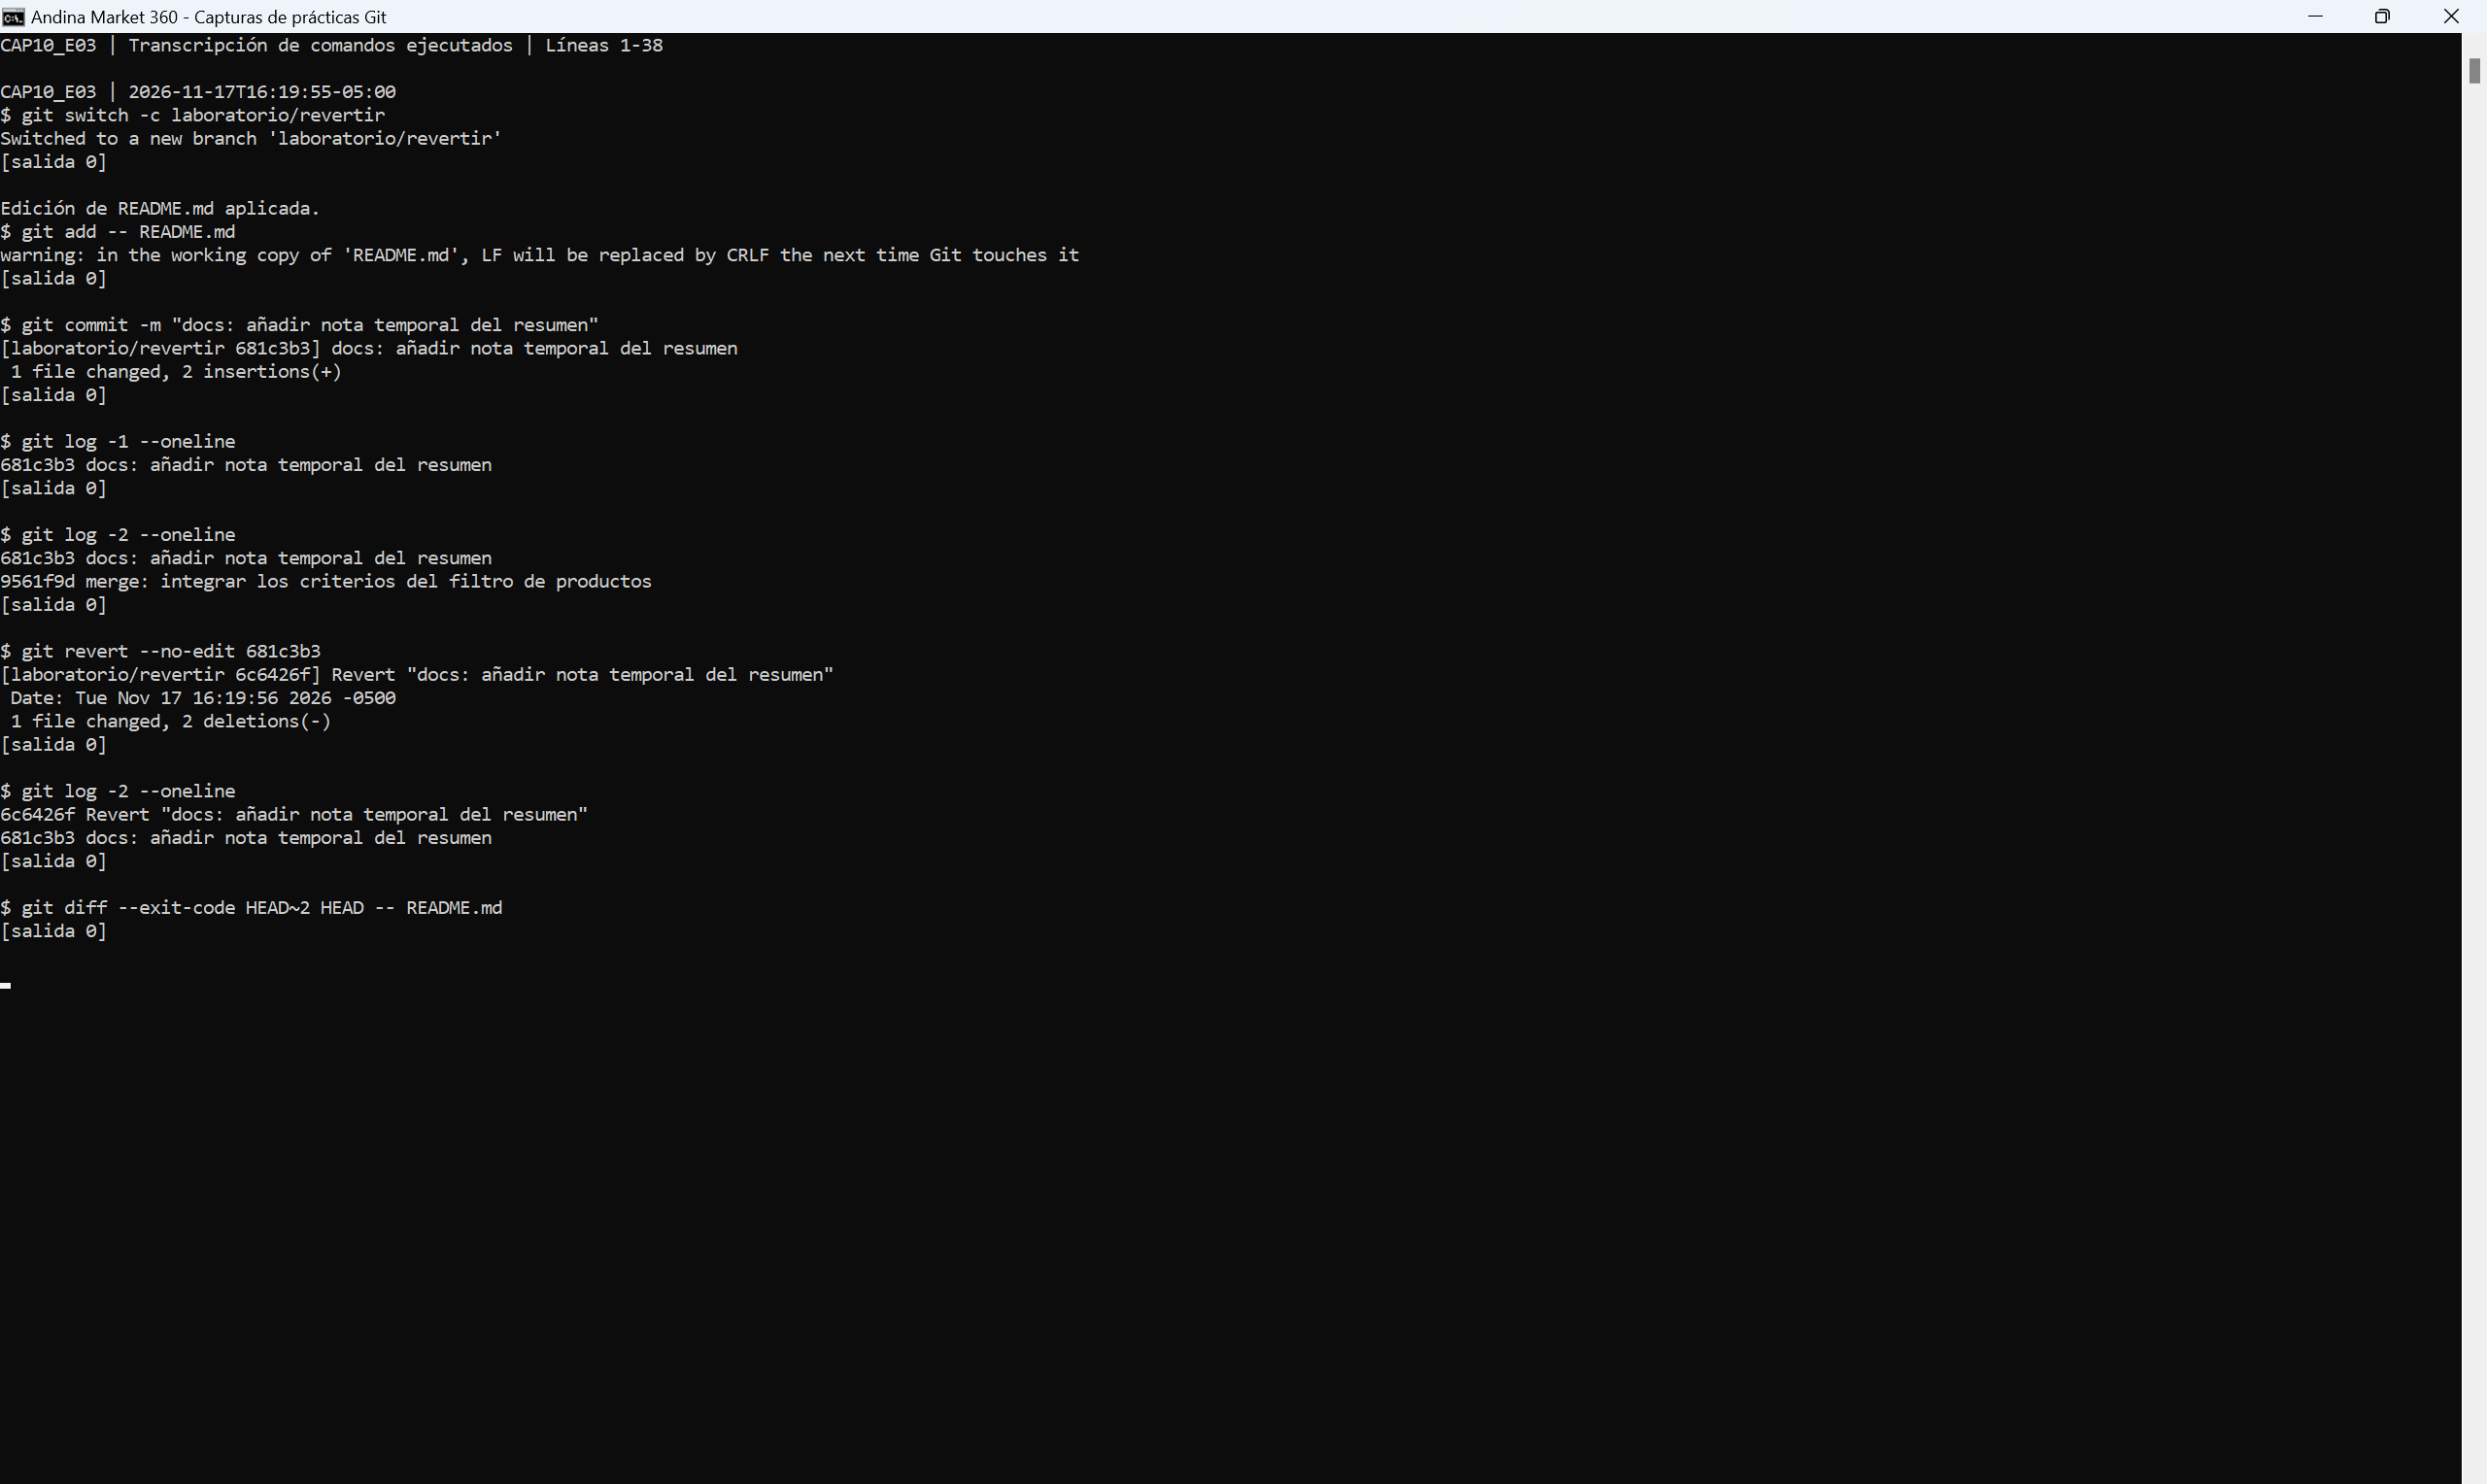 Andina Market 360 - Capturas de prácticas Git
CAP10_E03 | Transcripción de comandos ejecutados | Líneas 1-38
CAP10_E03 | 2026-11-17T16:19:55-05:00
$ git switch -c laboratorio/revertir
Switched to a new branch 'laboratorio/revertir'
[salida 0]
Edición de README.md aplicada.
$ git add -- README.md
warning: in the working copy of 'README.md', LF will be replaced by CRLF the next time Git touches it
[salida 0]
$ git commit -m "docs: añadir nota temporal del resumen"
[laboratorio/revertir 681c3b3] docs: añadir nota temporal del resumen
 1 file changed, 2 insertions(+)
[salida 0]
$ git log -1 --oneline
681c3b3 docs: añadir nota temporal del resumen
[salida 0]
$ git log -2 --oneline
681c3b3 docs: añadir nota temporal del resumen
9561f9d merge: integrar los criterios del filtro de productos
[salida 0]
$ git revert --no-edit 681c3b3
[laboratorio/revertir 6c6426f] Revert "docs: añadir nota temporal del resumen"
 Date: Tue Nov 17 16:19:56 2026 -0500
 1 file changed, 2 deletions(-)
[salida 0]
$ git log -2 --oneline
6c6426f Revert "docs: añadir nota temporal del resumen"
681c3b3 docs: añadir nota temporal del resumen
[salida 0]
$ git diff --exit-code HEAD~2 HEAD -- README.md
[salida 0]